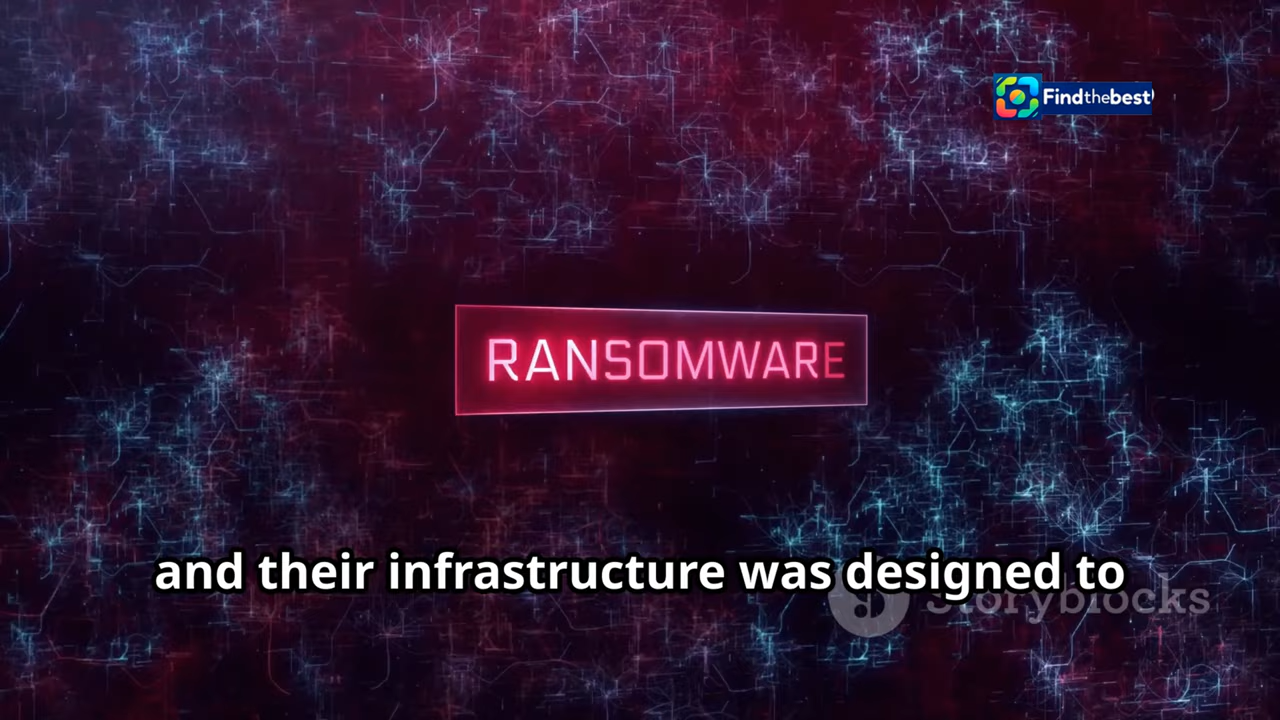 Findthebest
RANSOMWARE
and their infrastructure was designed to
Storyblocks